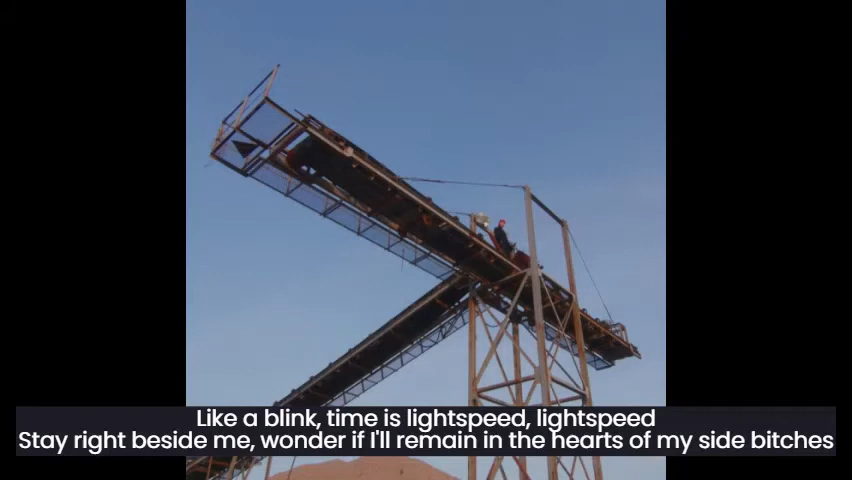 Like a blink, time is lightspeed, lightspeed
Stay right beside me, wonder if I'll remain in the hearts of my side bitches